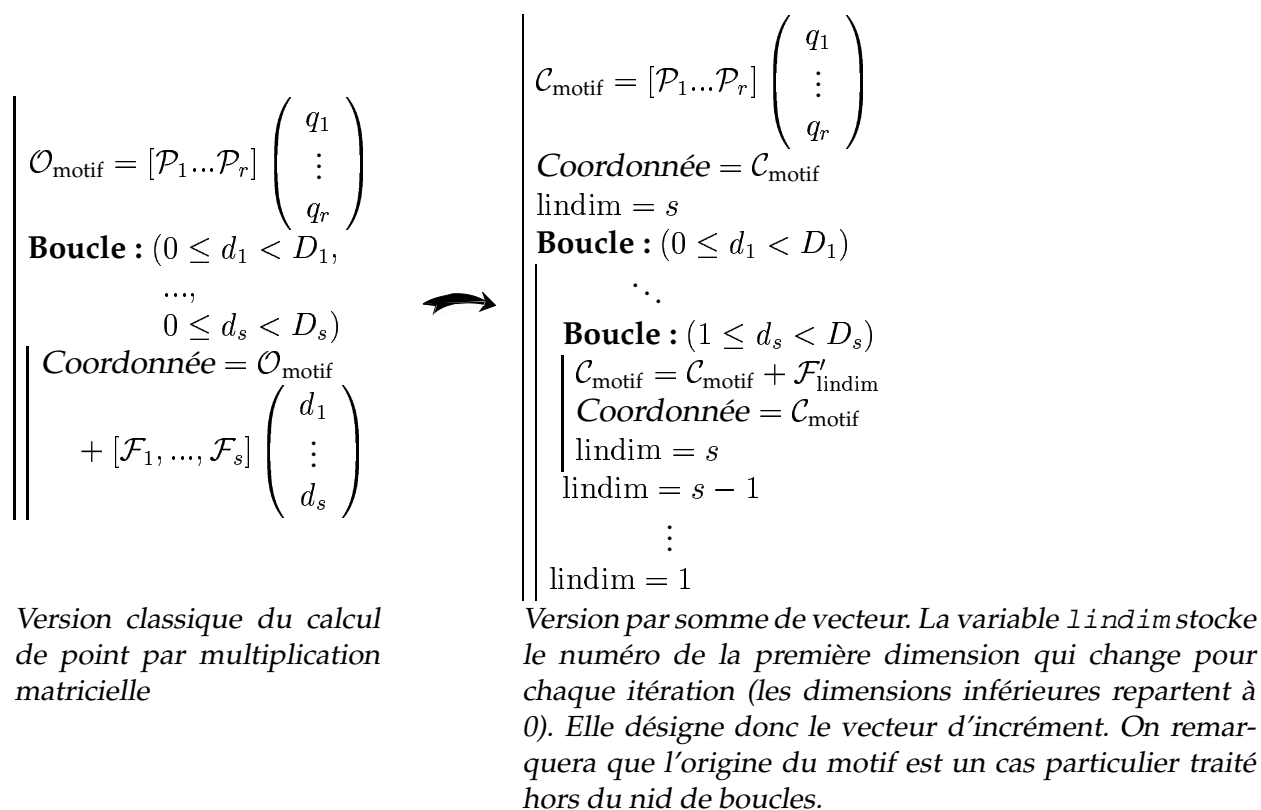 𝒪_motif = [𝒫_1...𝒫_r] ( q_1 ⋮ q_r )
Boucle : (0 ≤ d_1 < D_1,
...,
0 ≤ d_s < D_s)
Coordonnée = 𝒪_motif
+ [ℱ_1, ..., ℱ_s] ( d_1 ⋮ d_s )
Version classique du calcul
de point par multiplication
matricielle
𝒞_motif = [𝒫_1...𝒫_r] ( q_1 ⋮ q_r )
Coordonnée = 𝒞_motif
lindim = s
Boucle : (0 ≤ d_1 < D_1)
⋱
Boucle : (1 ≤ d_s < D_s)
𝒞_motif = 𝒞_motif + ℱ′_lindim
Coordonnée = 𝒞_motif
lindim = s
lindim = s − 1
⋮
lindim = 1
Version par somme de vecteur. La variable lindim stocke
le numéro de la première dimension qui change pour
chaque itération (les dimensions inférieures repartent à
0). Elle désigne donc le vecteur d'incrément. On remar-
quera que l'origine du motif est un cas particulier traité
hors du nid de boucles.